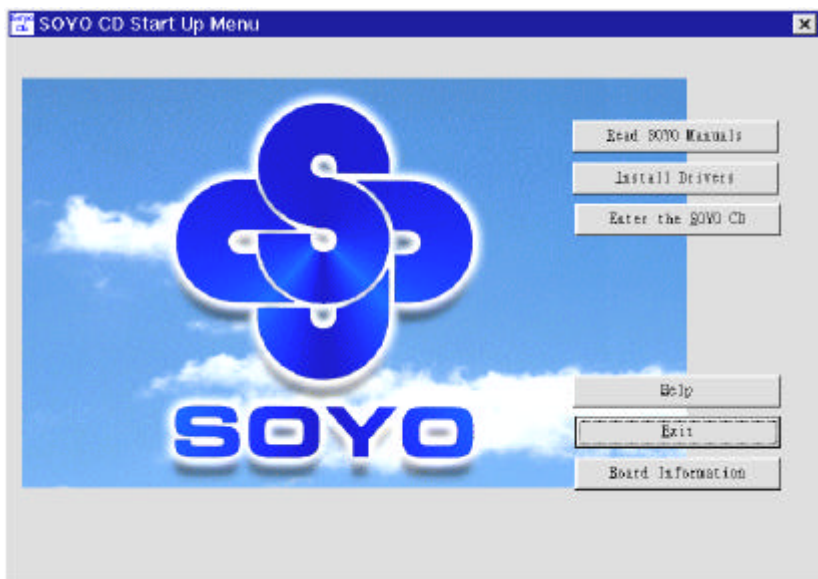 SOYO CD Start Up Menu
Read SOYO Manuals
Install Drivers
Enter the SOYO CD
SOYO
Help
Exit
Board Information